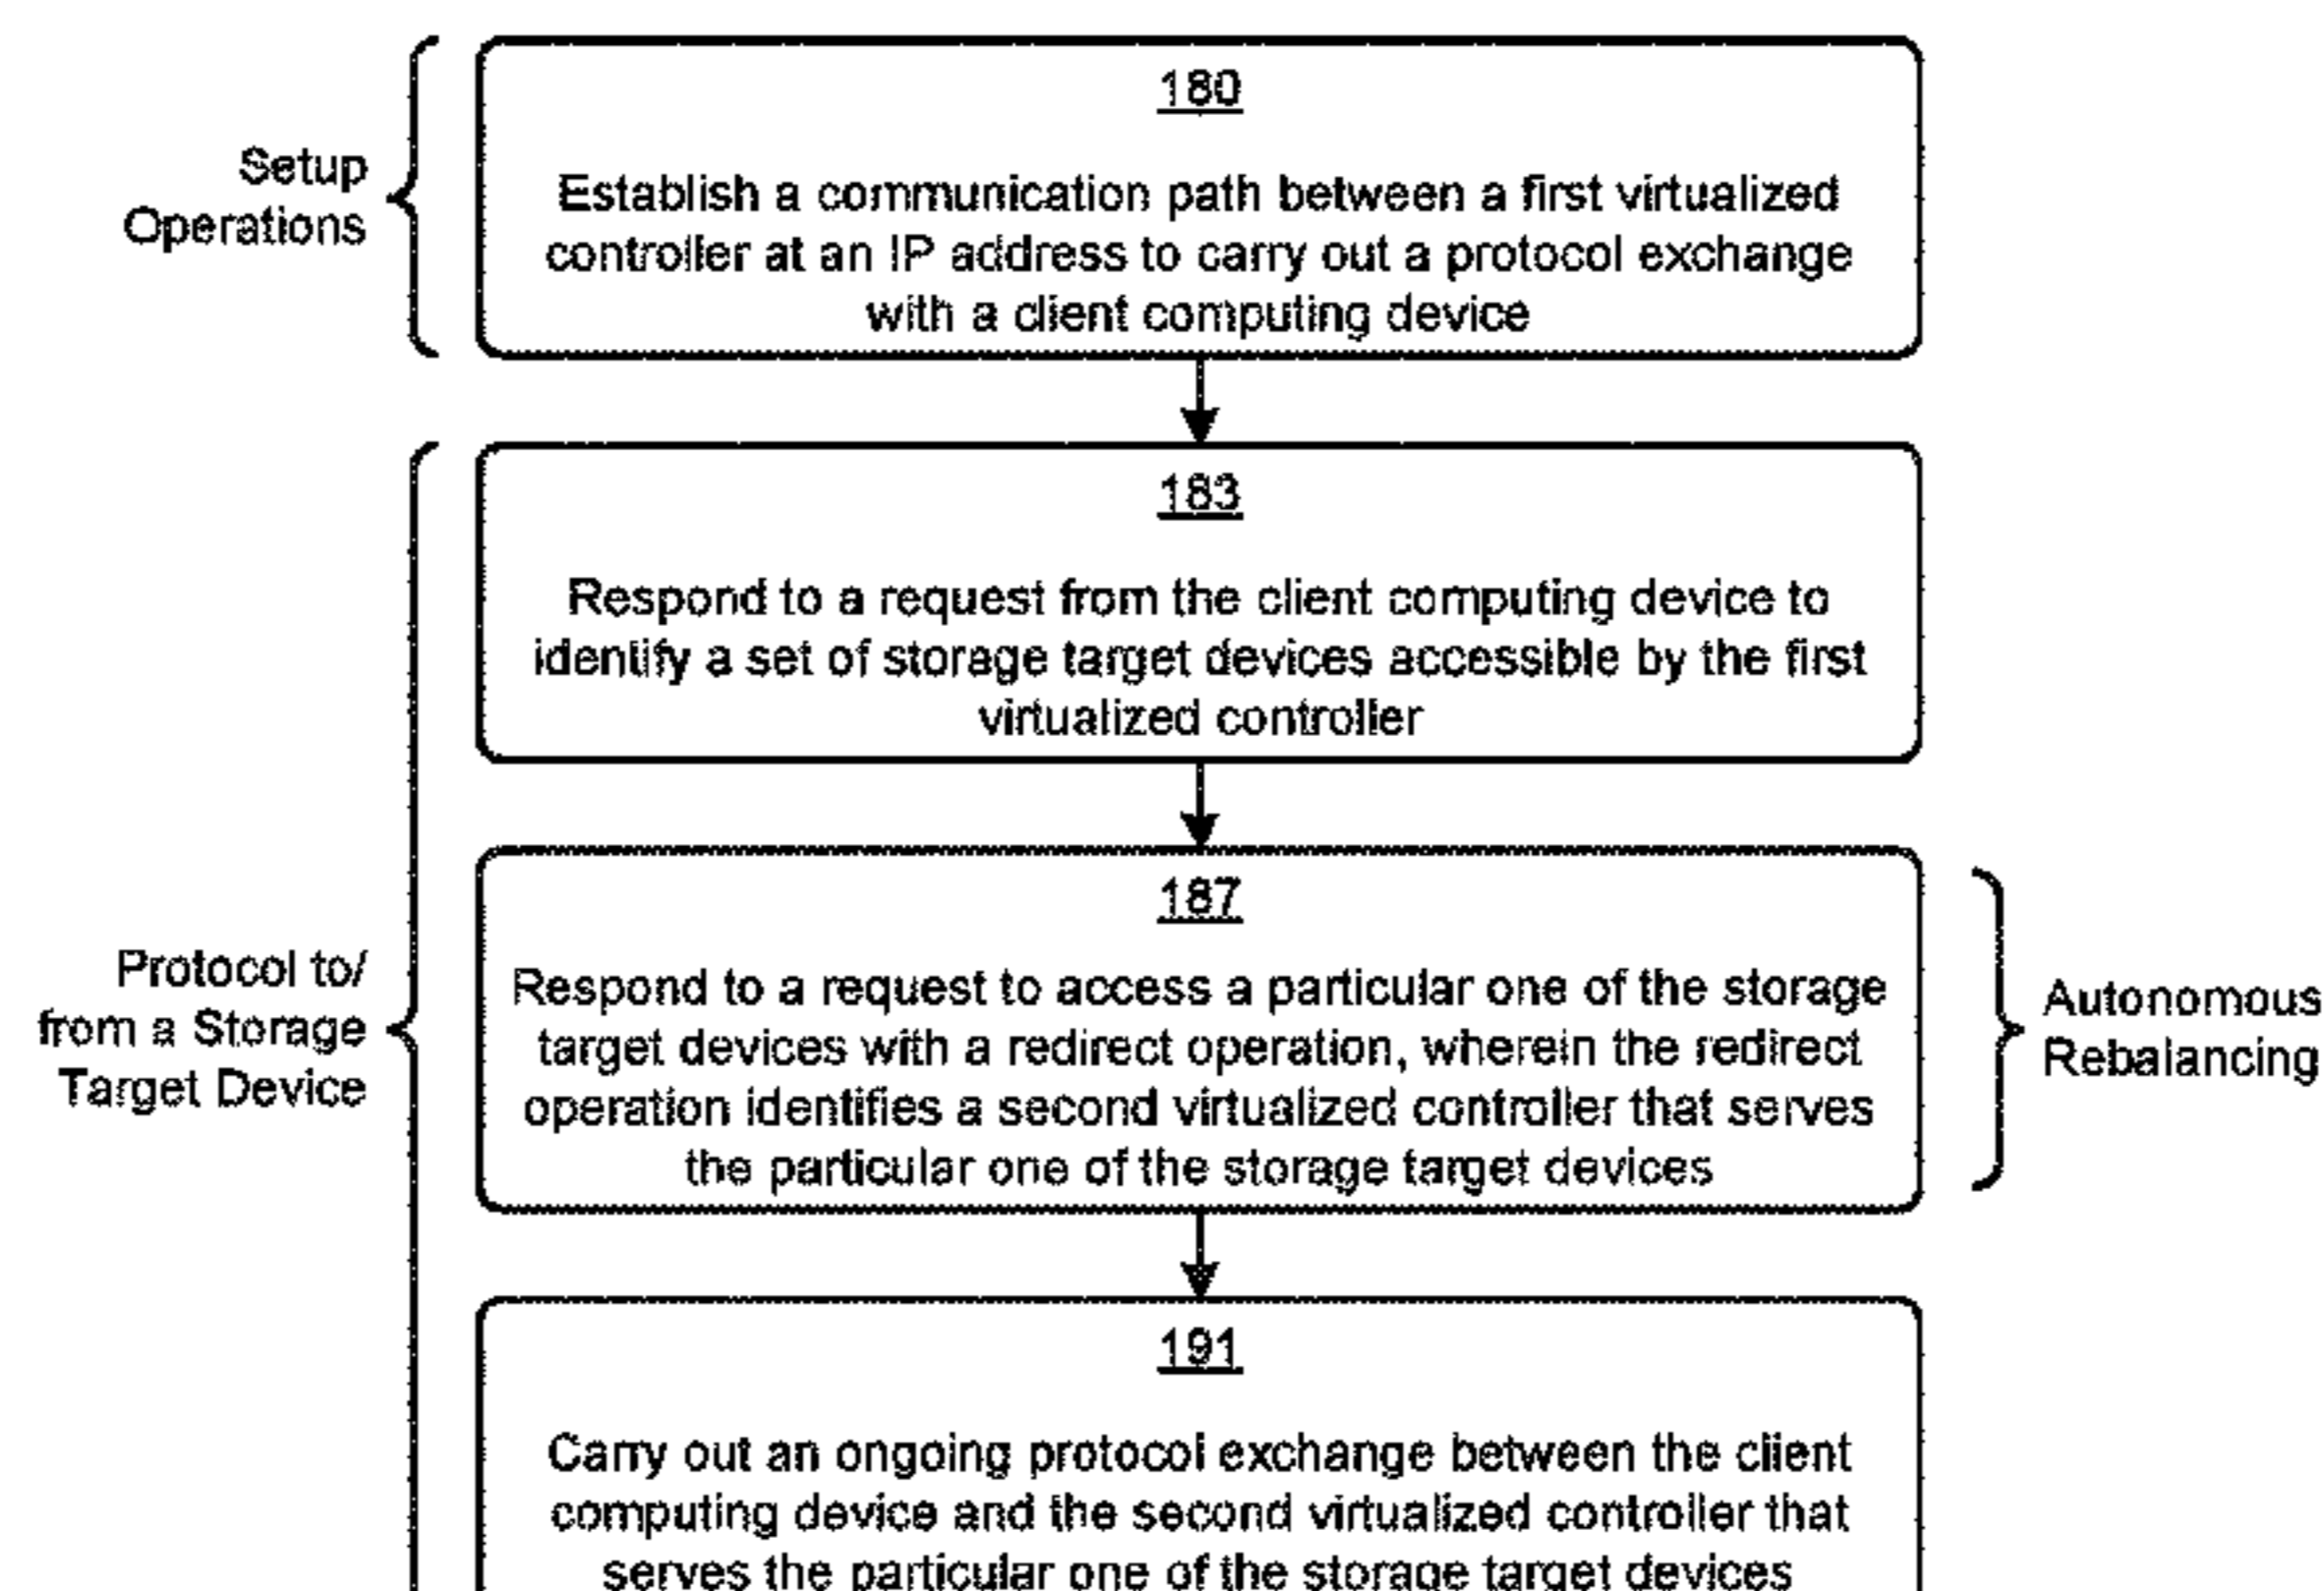 Setup
Operations
180
Establish a communication path between a first virtualized
controller at an IP address to carry out a protocol exchange
with a client computing device
183
Respond to a request from the client computing device to
identify a set of storage target devices accessible by the first
virtualized controller
Protocol to/
from a Storage
Target Device
187
Respond to a request to access a particular one of the storage
target devices with a redirect operation, wherein the redirect
operation identifies a second virtualized controller that serves
the particular one of the storage target devices
Autonomous
Rebalancing
191
Carry out an ongoing protocol exchange between the client
computing device and the second virtualized controller that
serves the particular one of the storage target devices